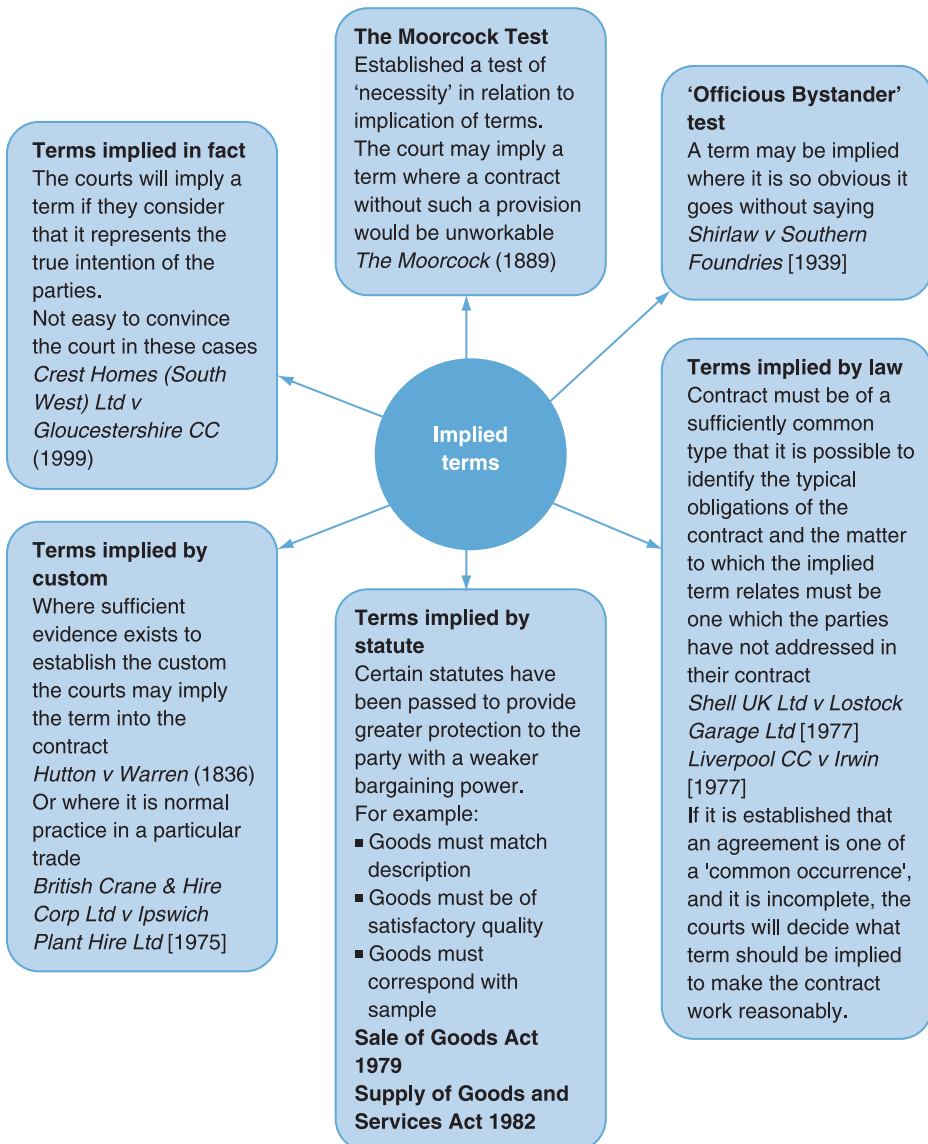 The Moorcock Test
Established a test of
‘necessity’ in relation to
implication of terms.
The court may imply a
term where a contract
without such a provision
would be unworkable
The Moorcock (1889)
‘Officious Bystander’
test
A term may be implied
where it is so obvious it
goes without saying
Shirlaw v Southern
Foundries [1939]
Terms implied in fact
The courts will imply a
term if they consider
that it represents the
true intention of the
parties.
Not easy to convince
the court in these cases
Crest Homes (South
West) Ltd v
Gloucestershire CC
(1999)
Implied
terms
Terms implied by law
Contract must be of a
sufficiently common
type that it is possible to
identify the typical
obligations of the
contract and the matter
to which the implied
term relates must be
one which the parties
have not addressed in
their contract
Shell UK Ltd v Lostock
Garage Ltd [1977]
Liverpool CC v Irwin
[1977]
If it is established that
an agreement is one of
a 'common occurrence',
and it is incomplete, the
courts will decide what
term should be implied
to make the contract
work reasonably.
Terms implied by
custom
Where sufficient
evidence exists to
establish the custom
the courts may imply
the term into the
contract
Hutton v Warren (1836)
Or where it is normal
practice in a particular
trade
British Crane & Hire
Corp Ltd v Ipswich
Plant Hire Ltd [1975]
Terms implied by
statute
Certain statutes have
been passed to provide
greater protection to the
party with a weaker
bargaining power.
For example:
■ Goods must match
description
■ Goods must be of
satisfactory quality
■ Goods must
correspond with
sample
Sale of Goods Act
1979
Supply of Goods and
Services Act 1982